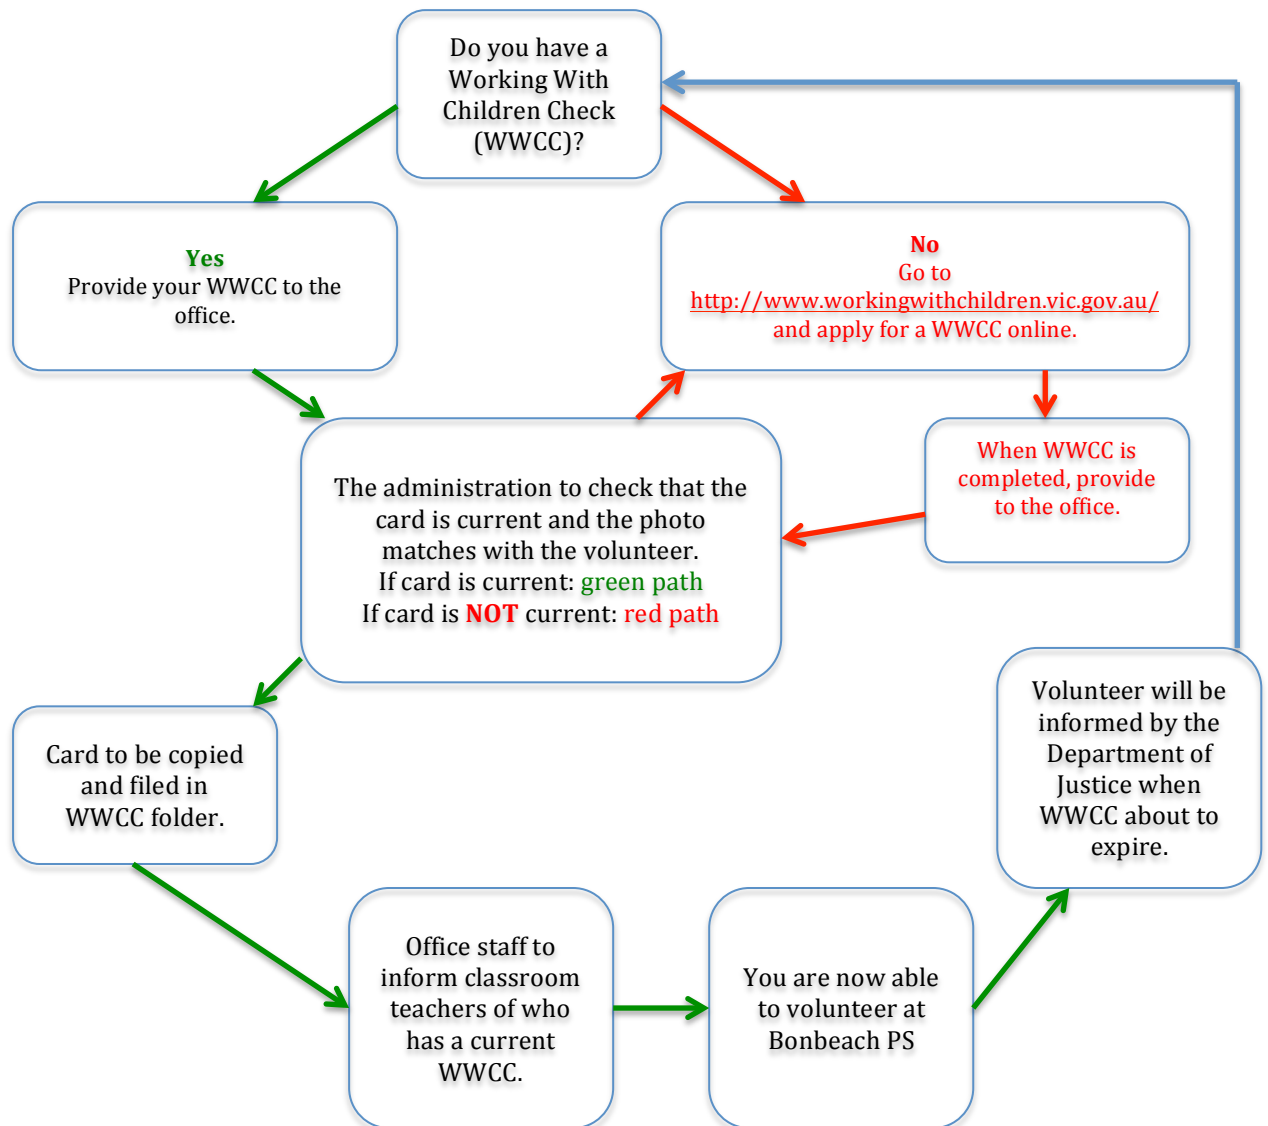 Do you have a
Working With
Children Check
(WWCC)?
Yes
Provide your WWCC to the
office.
No
Go to
http://www.workingwithchildren.vic.gov.au/
and apply for a WWCC online.
The administration to check that the
card is current and the photo
matches with the volunteer.
If card is current: green path
If card is NOT current: red path
When WWCC is
completed, provide
to the office.
Card to be copied
and filed in
WWCC folder.
Office staff to
inform classroom
teachers of who
has a current
WWCC.
You are now able
to volunteer at
Bonbeach PS
Volunteer will be
informed by the
Department of
Justice when
WWCC about to
expire.